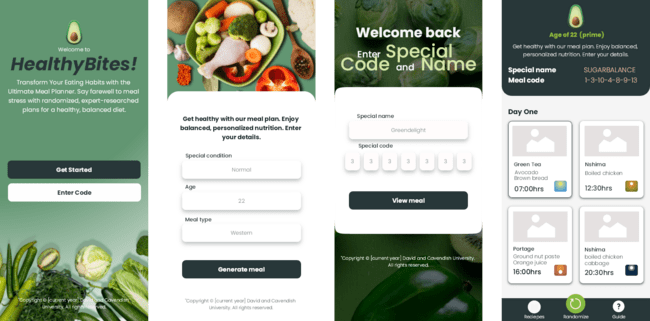 Welcome to
HealthyBites!
Transform Your Eating Habits with the
Ultimate Meal Planner. Say farewell to meal
stress with randomized, expert-researched
plans for a healthy, balanced diet.
Get Started
Enter Code
"Copyright © [current year] David and Cavendish
University. All rights reserved.
Get healthy with our meal plan. Enjoy
balanced, personalized nutrition. Enter
your details.
Special condition
Normal
Age
22
Meal type
Western
Generate meal
"Copyright © [current year] David and Cavendish
University. All rights reserved.
Welcome back
Enter Special
Code and Name
Special name
Greendelight
Special code
3 3 3 3 3 3 3
View meal
"Copyright © [current year] David and Cavendish University.
All rights reserved.
Age of 22 (prime)
Get healthy with our meal plan. Enjoy balanced,
personalized nutrition. Enter your details.
Special name SUGARBALANCE
Meal code 1-3-10-4-8-9-13
Day One
Green Tea
Avocado
Brown bread
07:00hrs
Nshima
Boiled chicken
12:30hrs
Portage
Ground nut paste
Orange juice
16:00hrs
Nshima
boiled chicken
cabbage
20:30hrs
Receipes
Randomize
?
Guide